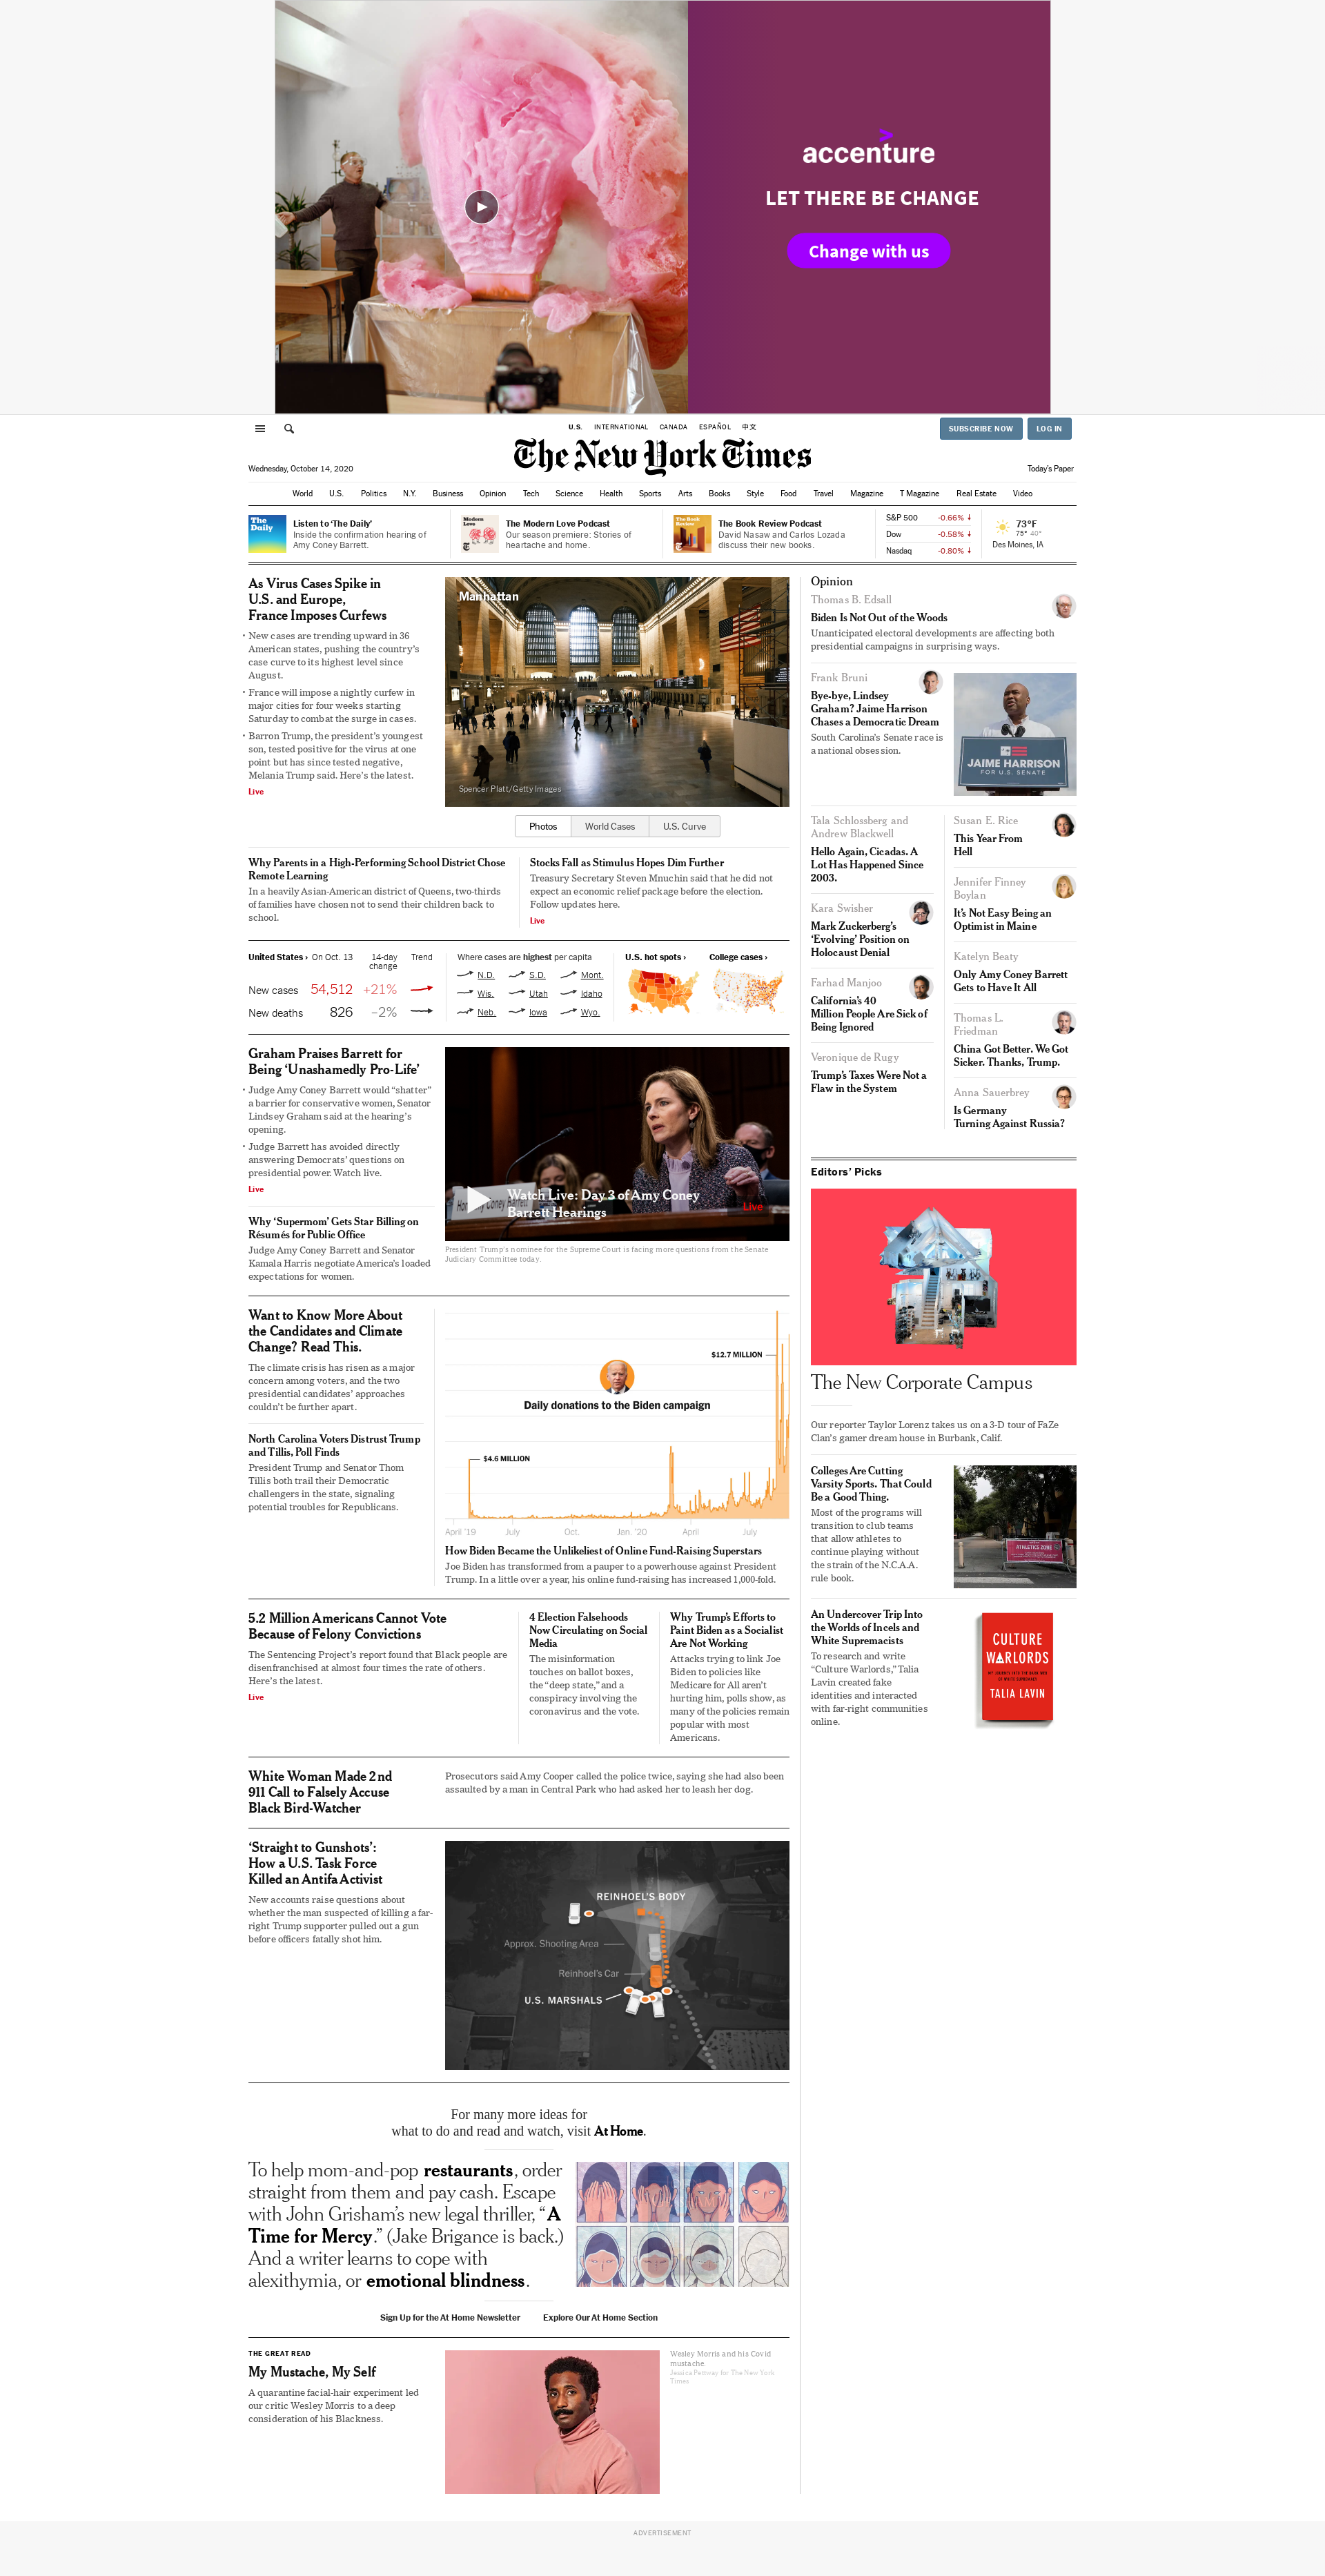 accenture
LET THERE BE CHANGE
Change with us
U.S. INTERNATIONAL CANADA ESPAÑOL 中文
SUBSCRIBE NOW LOG IN
The New York Times
Wednesday, October 14, 2020
Today's Paper
World U.S. Politics N.Y. Business Opinion Tech Science Health Sports Arts Books Style Food Travel Magazine T Magazine Real Estate Video
The Daily
Listen to 'The Daily'
Inside the confirmation hearing of
Amy Coney Barrett.
Modern Love
The Modern Love Podcast
Our season premiere: Stories of
heartache and home.
The Book Review
The Book Review Podcast
David Nasaw and Carlos Lozada
discuss their new books.
S&P 500 -0.66% ↓
Dow -0.58% ↓
Nasdaq -0.80% ↓
73°F
75° 40°
Des Moines, IA
As Virus Cases Spike in
U.S. and Europe,
France Imposes Curfews
• New cases are trending upward in 36
American states, pushing the country's
case curve to its highest level since
August.
• France will impose a nightly curfew in
major cities for four weeks starting
Saturday to combat the surge in cases.
• Barron Trump, the president's youngest
son, tested positive for the virus at one
point but has since tested negative,
Melania Trump said. Here's the latest.
Live
Manhattan
Spencer Platt/Getty Images
Photos World Cases U.S. Curve
Why Parents in a High-Performing School District Chose
Remote Learning
In a heavily Asian-American district of Queens, two-thirds
of families have chosen not to send their children back to
school.
Stocks Fall as Stimulus Hopes Dim Further
Treasury Secretary Steven Mnuchin said that he did not
expect an economic relief package before the election.
Follow updates here.
Live
United States › On Oct. 13 14-day change Trend
New cases 54,512 +21%
New deaths 826 –2%
Where cases are highest per capita
N.D. S.D. Mont.
Wis. Utah Idaho
Neb. Iowa Wyo.
U.S. hot spots › College cases ›
Graham Praises Barrett for
Being 'Unashamedly Pro-Life'
• Judge Amy Coney Barrett would "shatter"
a barrier for conservative women, Senator
Lindsey Graham said at the hearing's
opening.
• Judge Barrett has avoided directly
answering Democrats' questions on
presidential power. Watch live.
Live
Why 'Supermom' Gets Star Billing on
Résumés for Public Office
Judge Amy Coney Barrett and Senator
Kamala Harris negotiate America's loaded
expectations for women.
Watch Live: Day 3 of Amy Coney
Barrett Hearings
Live
President Trump's nominee for the Supreme Court is facing more questions from the Senate
Judiciary Committee today.
Want to Know More About
the Candidates and Climate
Change? Read This.
The climate crisis has risen as a major
concern among voters, and the two
presidential candidates' approaches
couldn't be further apart.
North Carolina Voters Distrust Trump
and Tillis, Poll Finds
President Trump and Senator Thom
Tillis both trail their Democratic
challengers in the state, signaling
potential troubles for Republicans.
$12.7 MILLION
Daily donations to the Biden campaign
$4.6 MILLION
April '19 July Oct. Jan. '20 April July
How Biden Became the Unlikeliest of Online Fund-Raising Superstars
Joe Biden has transformed from a pauper to a powerhouse against President
Trump. In a little over a year, his online fund-raising has increased 1,000-fold.
5.2 Million Americans Cannot Vote
Because of Felony Convictions
The Sentencing Project's report found that Black people are
disenfranchised at almost four times the rate of others.
Here's the latest.
Live
4 Election Falsehoods
Now Circulating on Social
Media
The misinformation
touches on ballot boxes,
the "deep state," and a
conspiracy involving the
coronavirus and the vote.
Why Trump's Efforts to
Paint Biden as a Socialist
Are Not Working
Attacks trying to link Joe
Biden to policies like
Medicare for All aren't
hurting him, polls show, as
many of the policies remain
popular with most
Americans.
White Woman Made 2nd
911 Call to Falsely Accuse
Black Bird-Watcher
Prosecutors said Amy Cooper called the police twice, saying she had also been
assaulted by a man in Central Park who had asked her to leash her dog.
'Straight to Gunshots':
How a U.S. Task Force
Killed an Antifa Activist
New accounts raise questions about
whether the man suspected of killing a far-
right Trump supporter pulled out a gun
before officers fatally shot him.
REINHOEL'S BODY
Approx. Shooting Area
Reinhoel's Car
U.S. MARSHALS
For many more ideas for
what to do and read and watch, visit At Home.
To help mom-and-pop restaurants, order
straight from them and pay cash. Escape
with John Grisham's new legal thriller, "A
Time for Mercy." (Jake Brigance is back.)
And a writer learns to cope with
alexithymia, or emotional blindness.
Sign Up for the At Home Newsletter Explore Our At Home Section
THE GREAT READ
My Mustache, My Self
A quarantine facial-hair experiment led
our critic Wesley Morris to a deep
consideration of his Blackness.
Wesley Morris and his Covid
mustache.
for The New York
Times
Opinion
Thomas B. Edsall
Biden Is Not Out of the Woods
Unanticipated electoral developments are affecting both
presidential campaigns in surprising ways.
Frank Bruni
Bye-bye, Lindsey
Graham? Jaime Harrison
Chases a Democratic Dream
South Carolina's Senate race is
a national obsession.
JAIME HARRISON
FOR U.S. SENATE
Tala Schlossberg and
Andrew Blackwell
Hello Again, Cicadas. A
Lot Has Happened Since
2003.
Kara Swisher
Mark Zuckerberg's
'Evolving' Position on
Holocaust Denial
Farhad Manjoo
California's 40
Million People Are Sick of
Being Ignored
Veronique de Rugy
Trump's Taxes Were Not a
Flaw in the System
Susan E. Rice
This Year From
Hell
Jennifer Finney
Boylan
It's Not Easy Being an
Optimist in Maine
Katelyn Beaty
Only Amy Coney Barrett
Gets to Have It All
Thomas L.
Friedman
China Got Better. We Got
Sicker. Thanks, Trump.
Anna Sauerbrey
Is Germany
Turning Against Russia?
Editors' Picks
The New Corporate Campus
Our reporter Taylor Lorenz takes us on a 3-D tour of FaZe
Clan's gamer dream house in Burbank, Calif.
Colleges Are Cutting
Varsity Sports. That Could
Be a Good Thing.
Most of the programs will
transition to club teams
that allow athletes to
continue playing without
the strain of the N.C.A.A.
rule book.
ATHLETICS ZONE
An Undercover Trip Into
the Worlds of Incels and
White Supremacists
To research and write
"Culture Warlords," Talia
Lavin created fake
identities and interacted
with far-right communities
online.
CULTURE
WARLORDS
TALIA LAVIN
ADVERTISEMENT